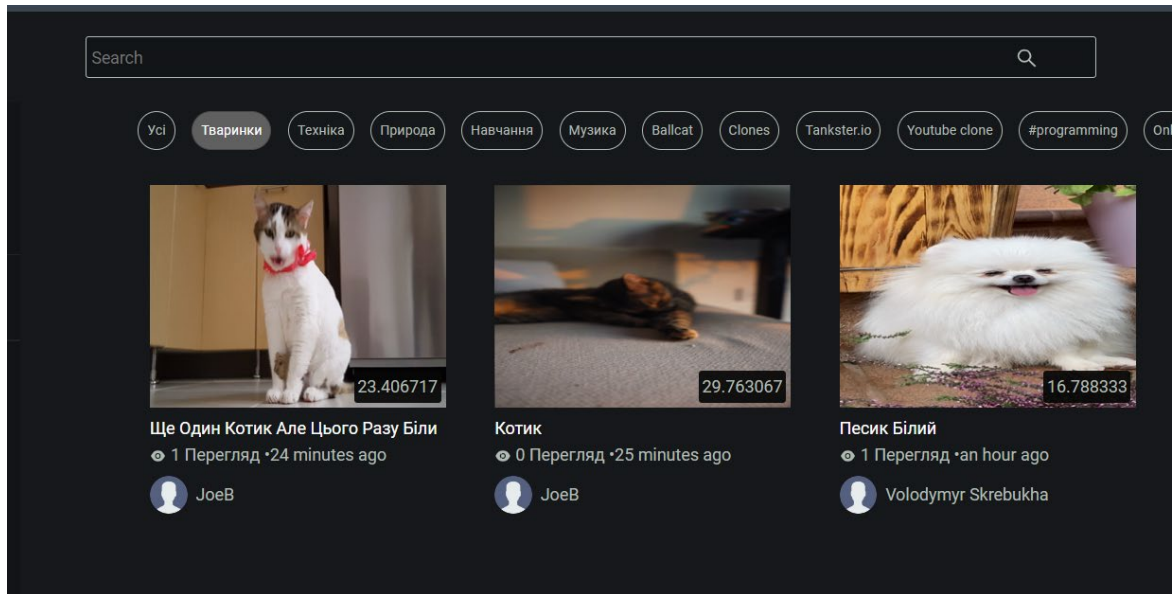 Search
Усі Тваринки Техніка Природа Навчання Музика Ballcat Clones Tankster.io Youtube clone #programming Onl
23.406717 29.763067 16.788333
Ще Один Котик Але Цього Разу Біли Котик Песик Білий
1 Перегляд •24 minutes ago 0 Перегляд •25 minutes ago 1 Перегляд •an hour ago
JoeB JoeB Volodymyr Skrebukha